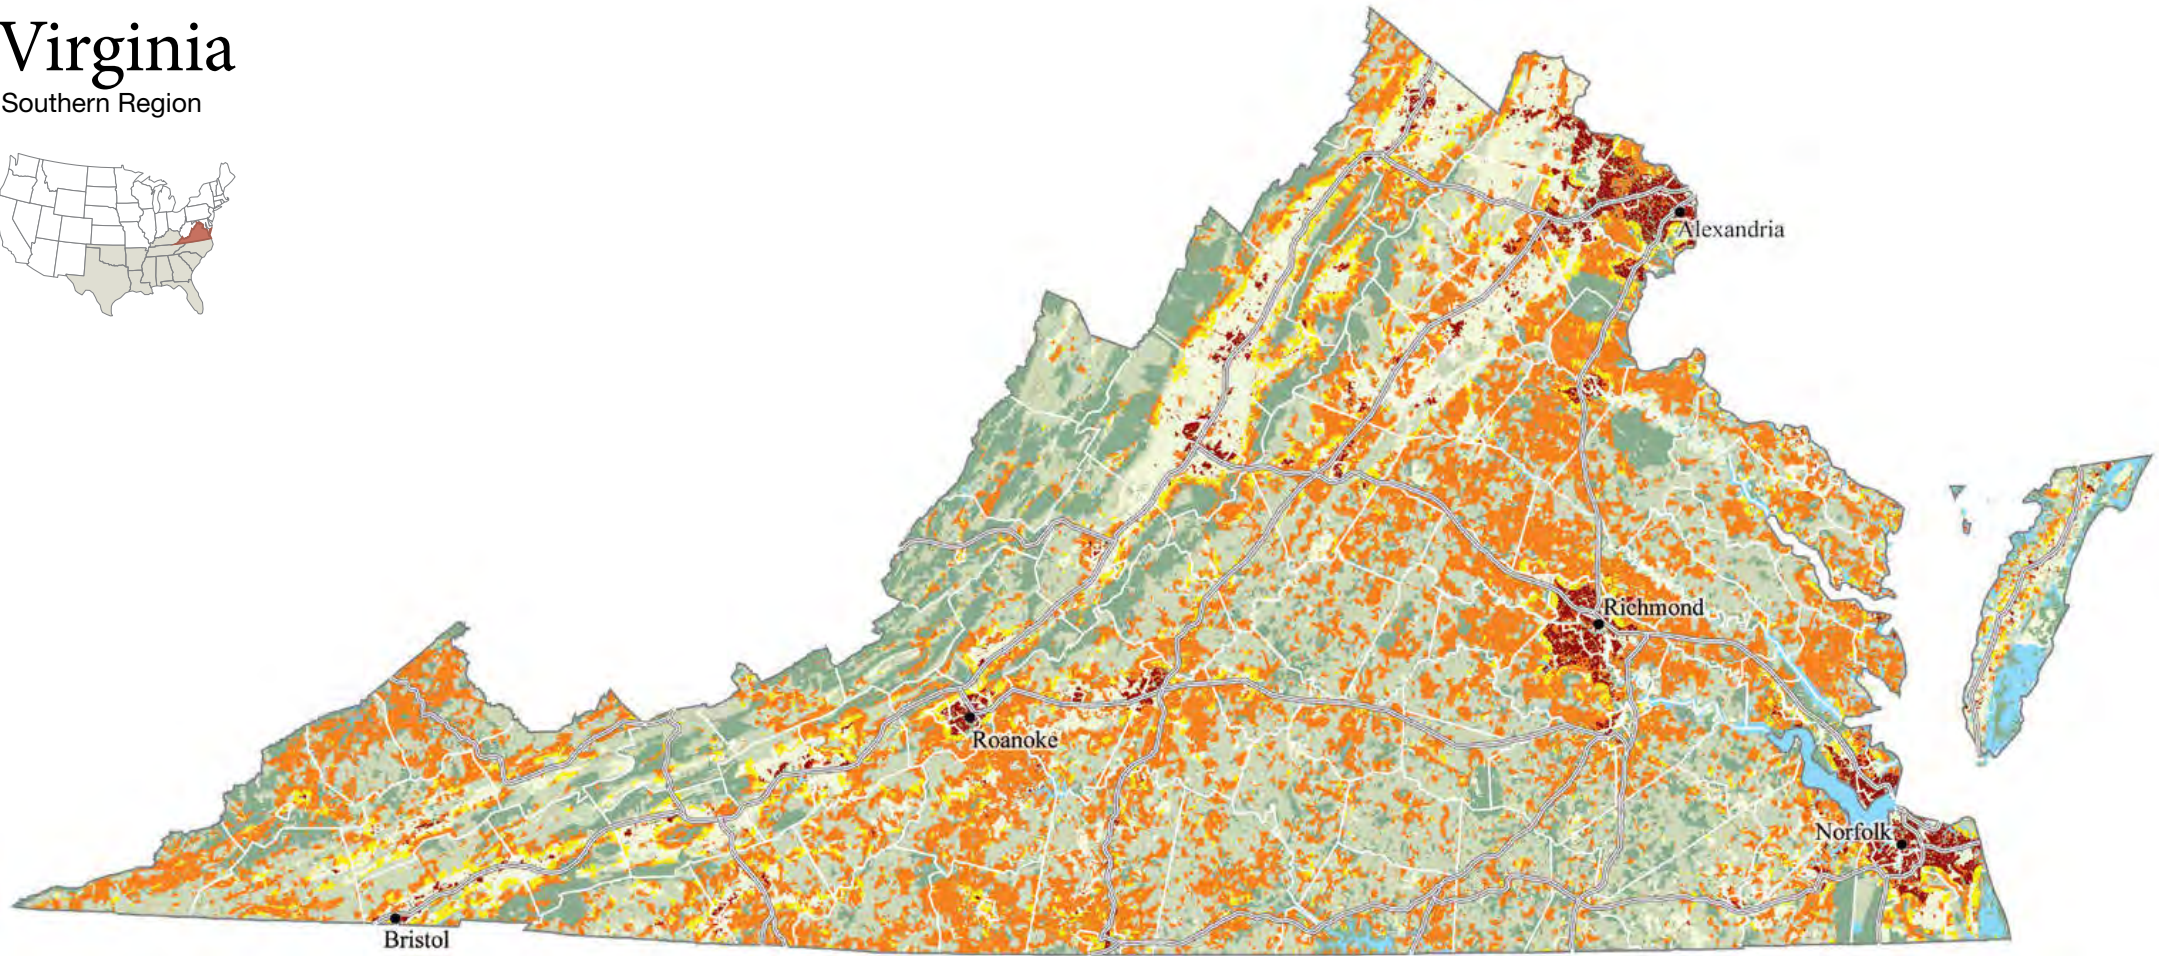 Virginia
Southern Region
Alexandria
Richmond
Roanoke
Norfolk
Bristol